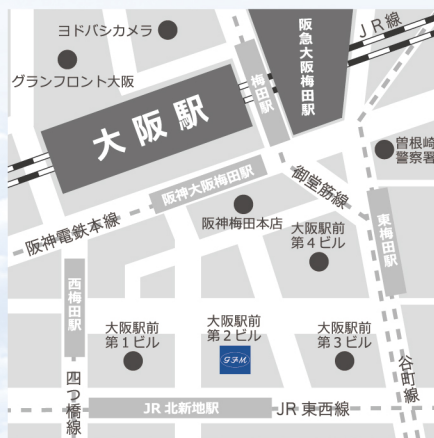 ヨドバシカメラ
グランフロント大阪
大阪駅
梅田駅
阪急大阪梅田駅
JR線
曽根崎
警察署
阪神大阪梅田駅
御堂筋線
阪神電鉄本線
阪神梅田本店
大阪駅前
第4ビル
東梅田駅
西梅田駅
大阪駅前
第1ビル
大阪駅前
第2ビル
GFM
大阪駅前
第3ビル
谷町線
四つ橋線
JR北新地駅
JR東西線